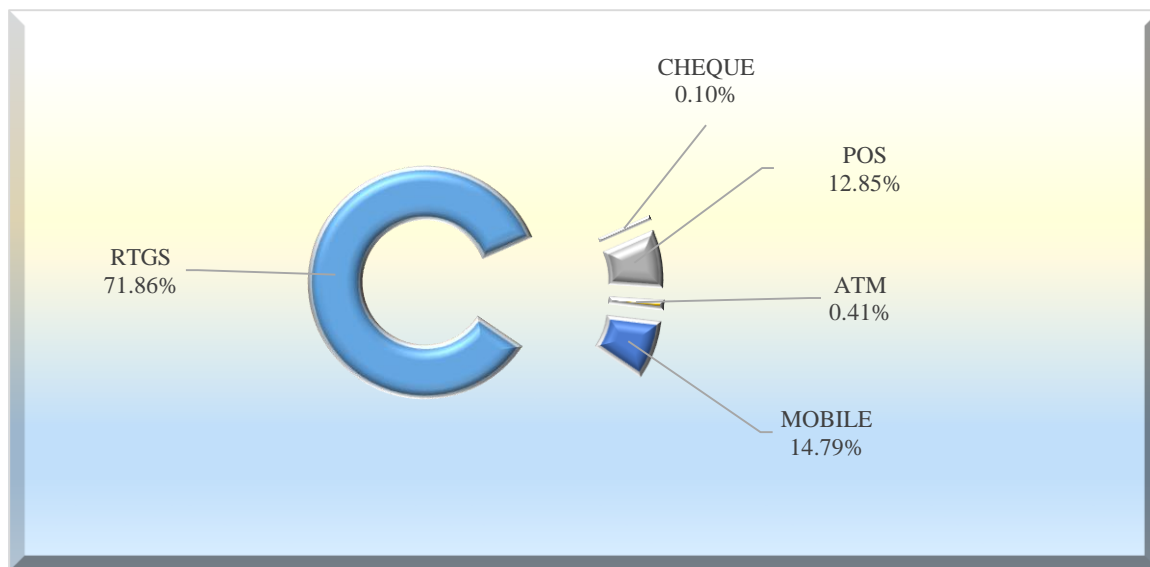 CHEQUE
0.10%
POS
12.85%
RTGS
71.86%
ATM
0.41%
MOBILE
14.79%